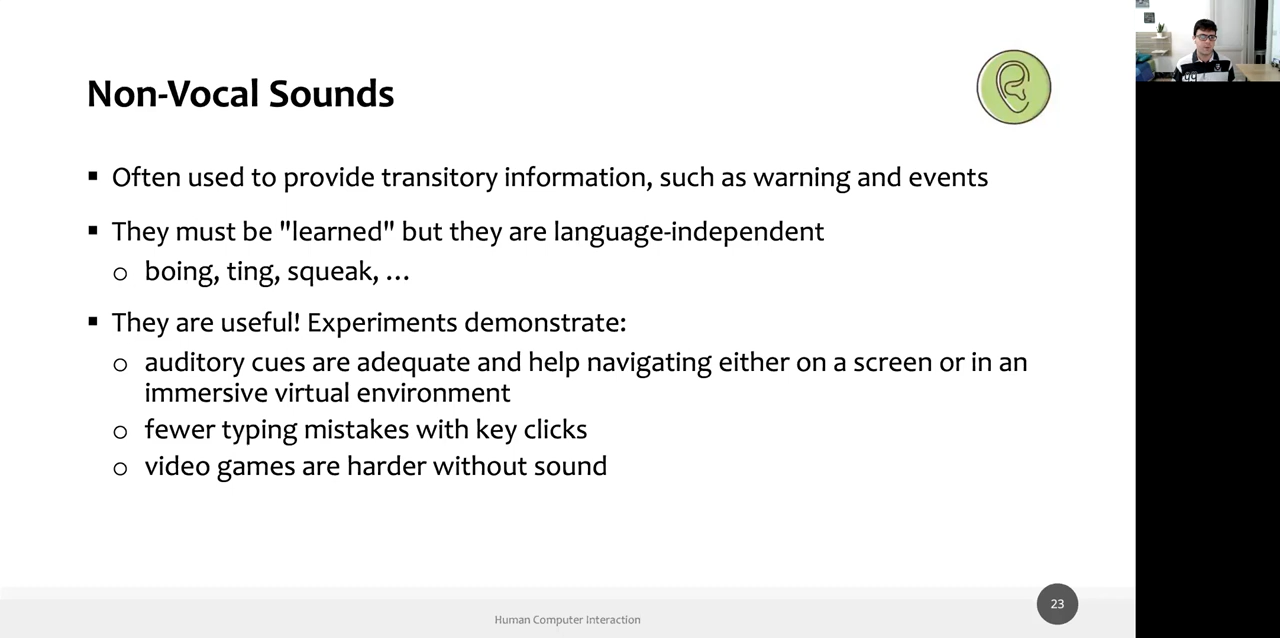 Non-Vocal Sounds
▪ Often used to provide transitory information, such as warning and events
▪ They must be "learned" but they are language-independent
o boing, ting, squeak, …
▪ They are useful! Experiments demonstrate:
o auditory cues are adequate and help navigating either on a screen or in an
immersive virtual environment
o fewer typing mistakes with key clicks
o video games are harder without sound
Human Computer Interaction
23